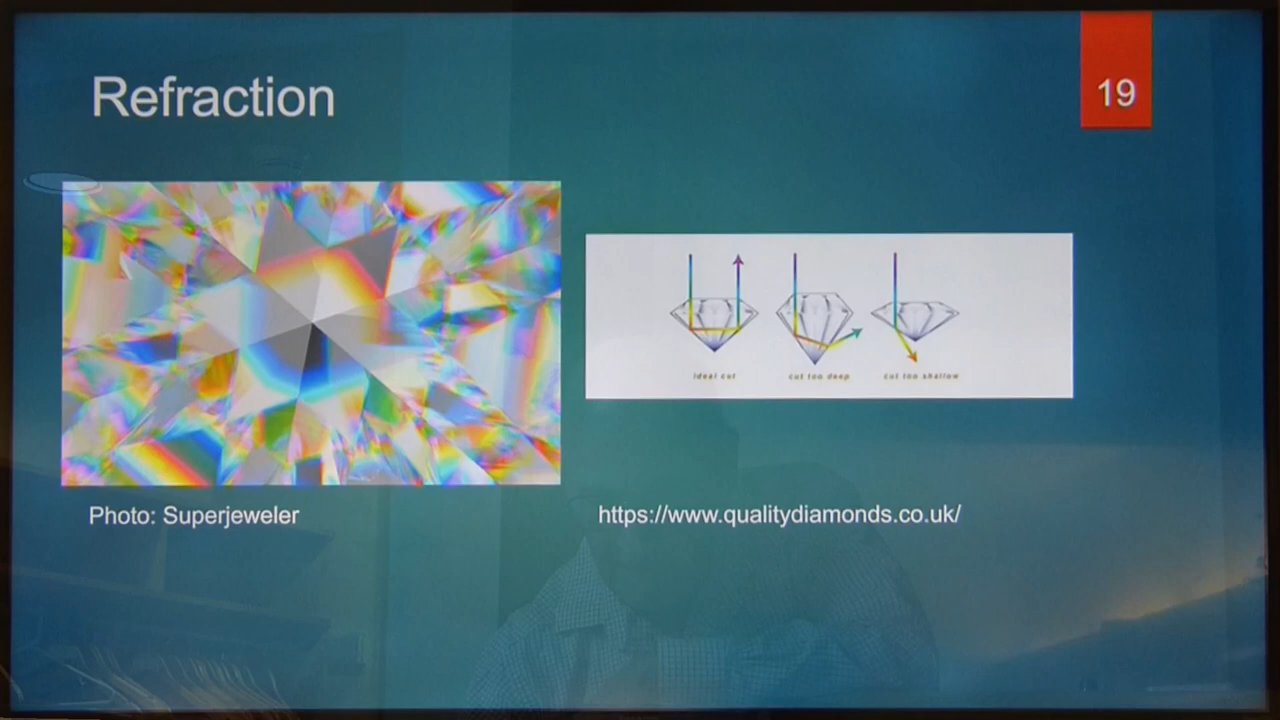 Refraction
19
ideal cut
cut too deep
cut too shallow
Photo: Superjeweler
https://www.qualitydiamonds.co.uk/